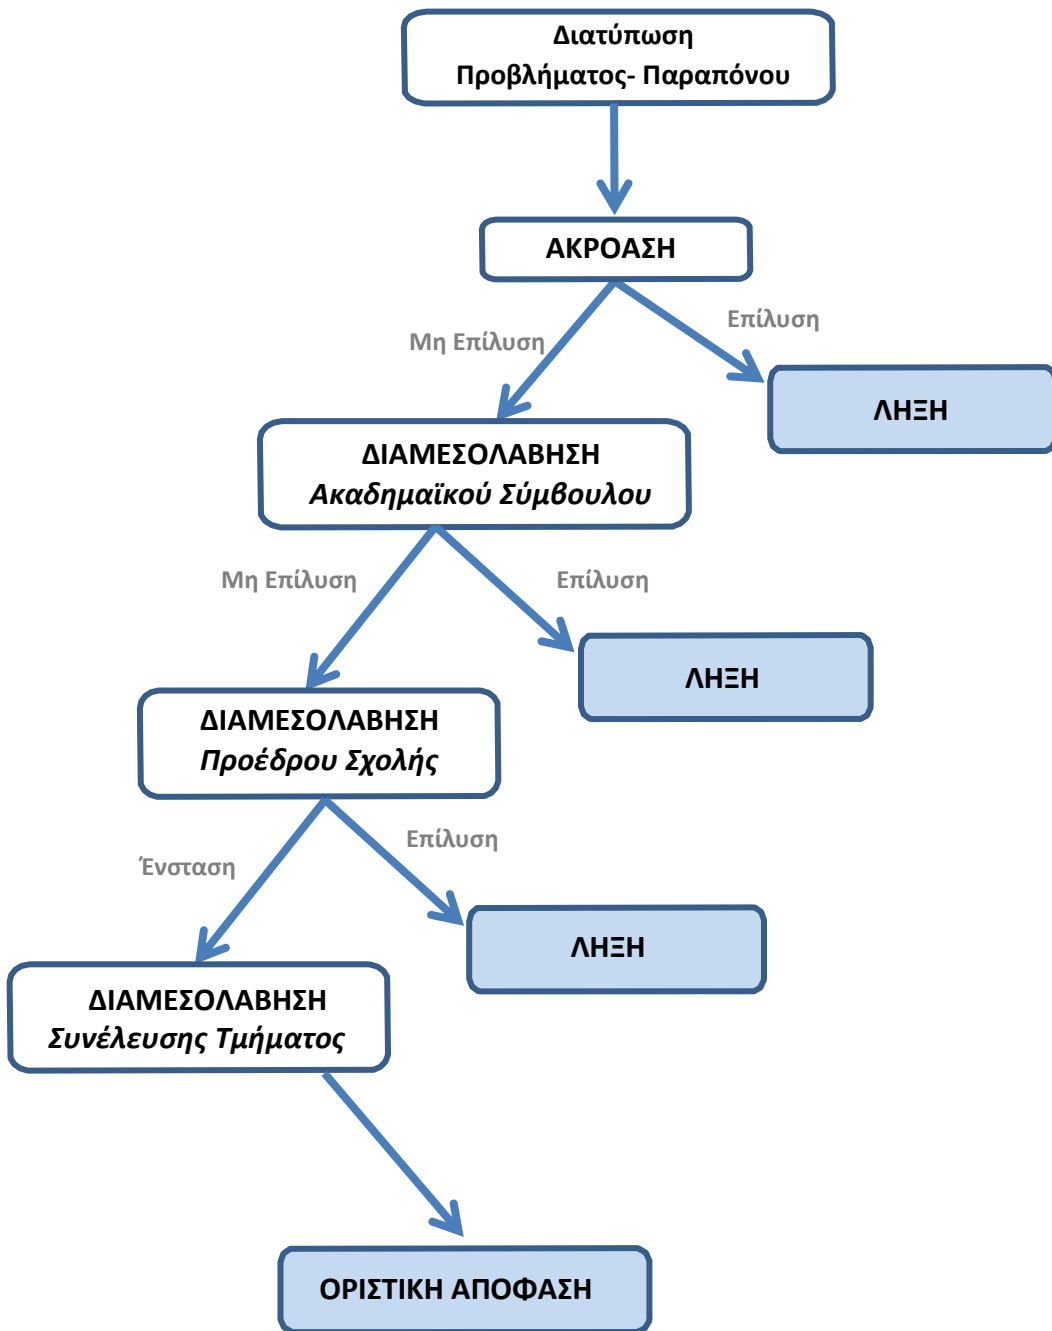 Διατύπωση
Προβλήματος- Παραπόνου
ΑΚΡΟΑΣΗ
Επίλυση
Μη Επίλυση
ΛΗΞΗ
ΔΙΑΜΕΣΟΛΑΒΗΣΗ
Ακαδημαϊκού Σύμβουλου
Μη Επίλυση
Επίλυση
ΛΗΞΗ
ΔΙΑΜΕΣΟΛΑΒΗΣΗ
Προέδρου Σχολής
Επίλυση
Ένσταση
ΛΗΞΗ
ΔΙΑΜΕΣΟΛΑΒΗΣΗ
Συνέλευσης Τμήματος
ΟΡΙΣΤΙΚΗ ΑΠΟΦΑΣΗ